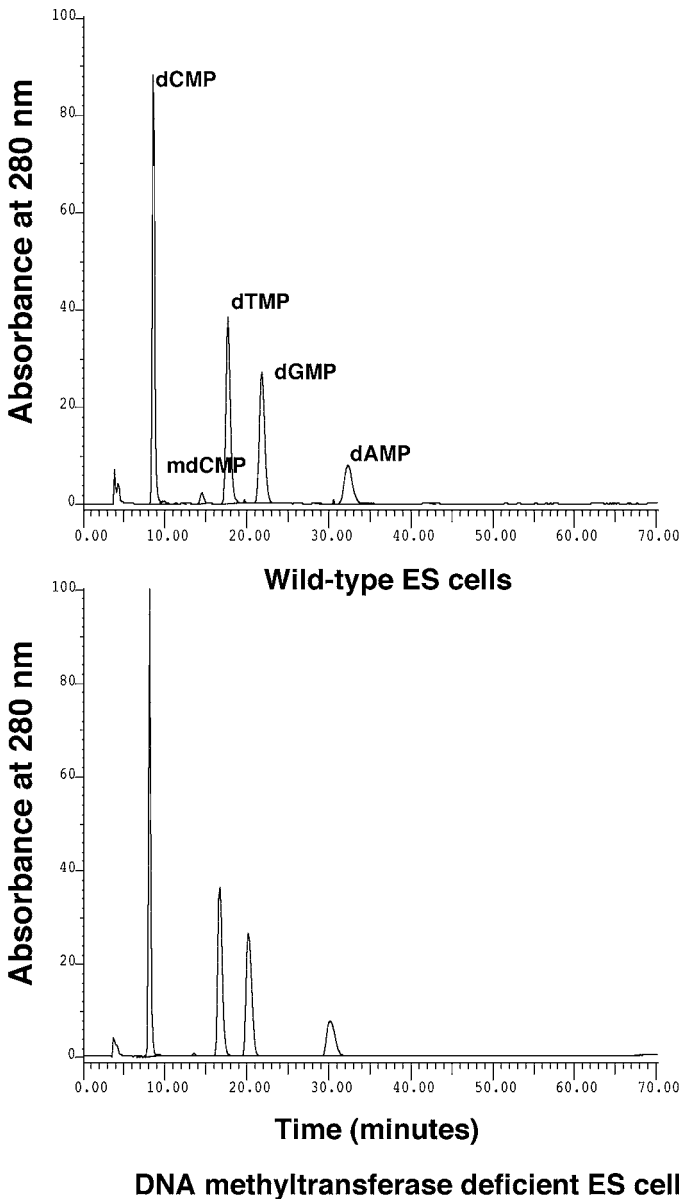 100
dCMP
80
60
40
dTMP
dGMP
20
mdCMP
dAMP
0
Absorbance at 280 nm
0.00 10.00 20.00 30.00 40.00 50.00 60.00 70.00
Wild-type ES cells
100
80
60
40
20
0
Absorbance at 280 nm
0.00 10.00 20.00 30.00 40.00 50.00 60.00 70.00
Time (minutes)
DNA methyltransferase deficient ES cell